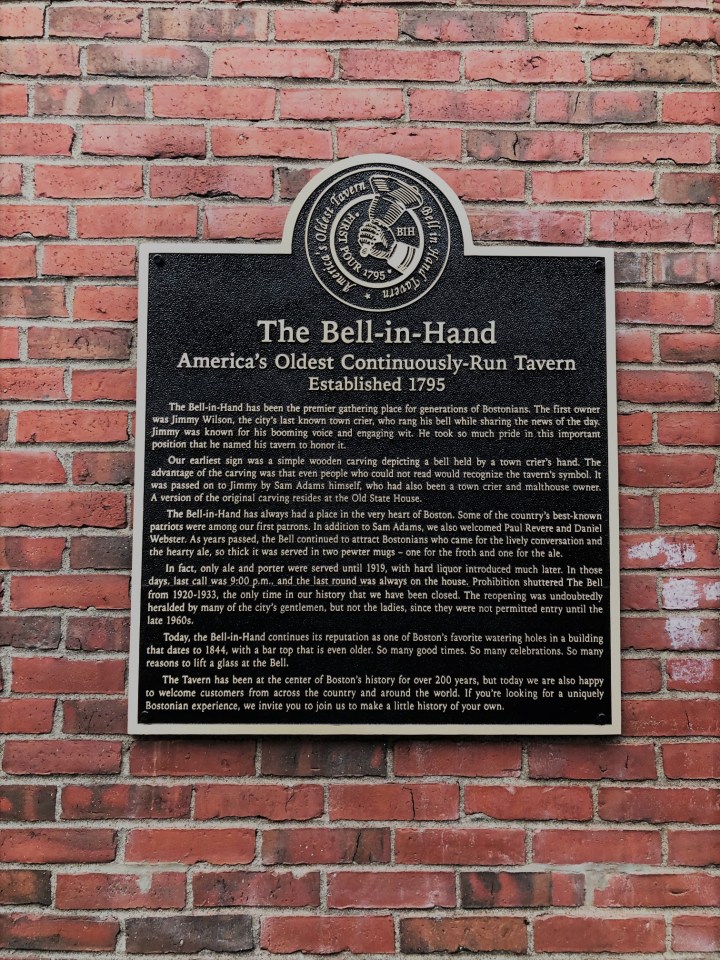 America's Oldest Tavern
Bell in Hand Tavern
FIRST POUR 1795
BIH
The Bell-in-Hand
America's Oldest Continuously-Run Tavern
Established 1795
The Bell-in-Hand has been the premier gathering place for generations of Bostonians. The first owner
was Jimmy Wilson, the city's last known town crier, who rang his bell while sharing the news of the day.
Jimmy was known for his booming voice and engaging wit. He took so much pride in this important
position that he named his tavern to honor it.
Our earliest sign was a simple wooden carving depicting a bell held by a town crier's hand. The
advantage of the carving was that even people who could not read would recognize the tavern's symbol. It
was passed on to Jimmy by Sam Adams himself, who had also been a town crier and malthouse owner.
A version of the original carving resides at the Old State House.
The Bell-in-Hand has always had a place in the very heart of Boston. Some of the country's best-known
patriots were among our first patrons. In addition to Sam Adams, we also welcomed Paul Revere and Daniel
Webster. As years passed, the Bell continued to attract Bostonians who came for the lively conversation and
the hearty ale, so thick it was served in two pewter mugs – one for the froth and one for the ale.
In fact, only ale and porter were served until 1919, with hard liquor introduced much later. In those
days, last call was 9:00 p.m., and the last round was always on the house. Prohibition shuttered The Bell
from 1920-1933, the only time in our history that we have been closed. The reopening was undoubtedly
heralded by many of the city's gentlemen, but not the ladies, since they were not permitted entry until the
late 1960s.
Today, the Bell-in-Hand continues its reputation as one of Boston's favorite watering holes in a building
that dates to 1844, with a bar top that is even older. So many good times. So many celebrations. So many
reasons to lift a glass at the Bell.
The Tavern has been at the center of Boston's history for over 200 years, but today we are also happy
to welcome customers from across the country and around the world. If you're looking for a uniquely
Bostonian experience, we invite you to join us to make a little history of your own.